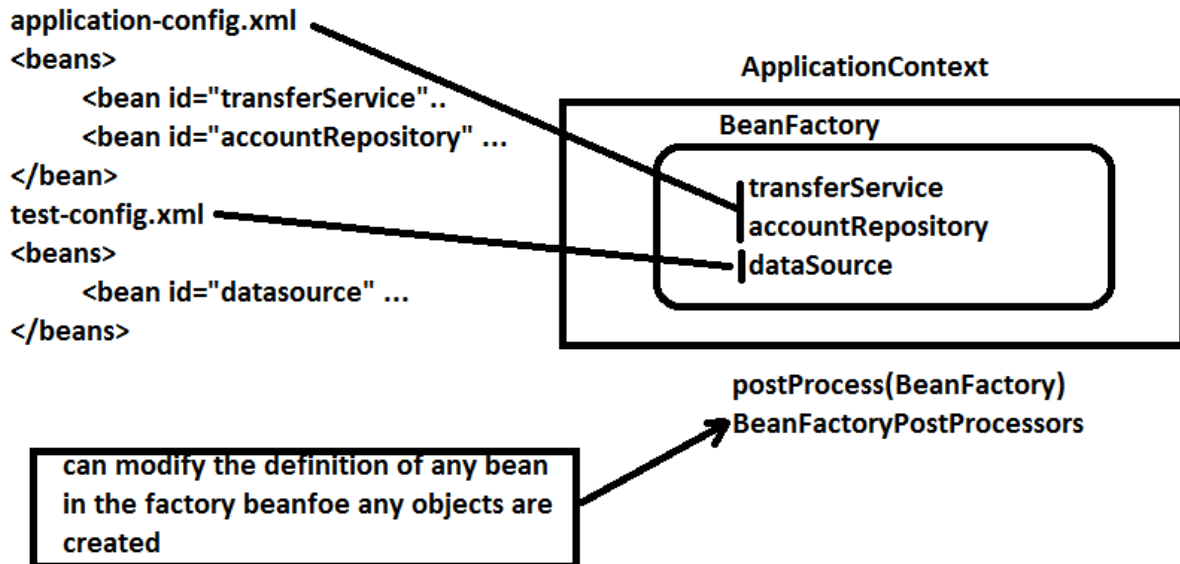 application-config.xml
<beans>
<bean id="transferService"..
<bean id="accountRepository" ...
</bean>
test-config.xml
<beans>
<bean id="datasource" ...
</beans>
ApplicationContext
BeanFactory
transferService
accountRepository
dataSource
postProcess(BeanFactory)
BeanFactoryPostProcessors
can modify the definition of any bean
in the factory beanfoe any objects are
created